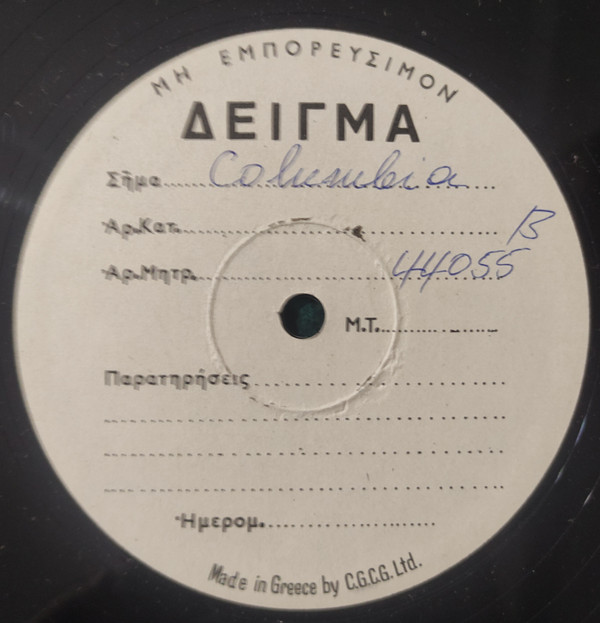 ΜΗ ΕΜΠΟΡΕΥΣΙΜΟΝ
ΔΕΙΓΜΑ
Σῆμα Columbia
Ἀρ.Κατ. B
Ἀρ.Μητρ. 44055
Μ.Τ.
Παρατηρήσεις
Ἡμερομ.
Made in Greece by C.G.C.G. Ltd.